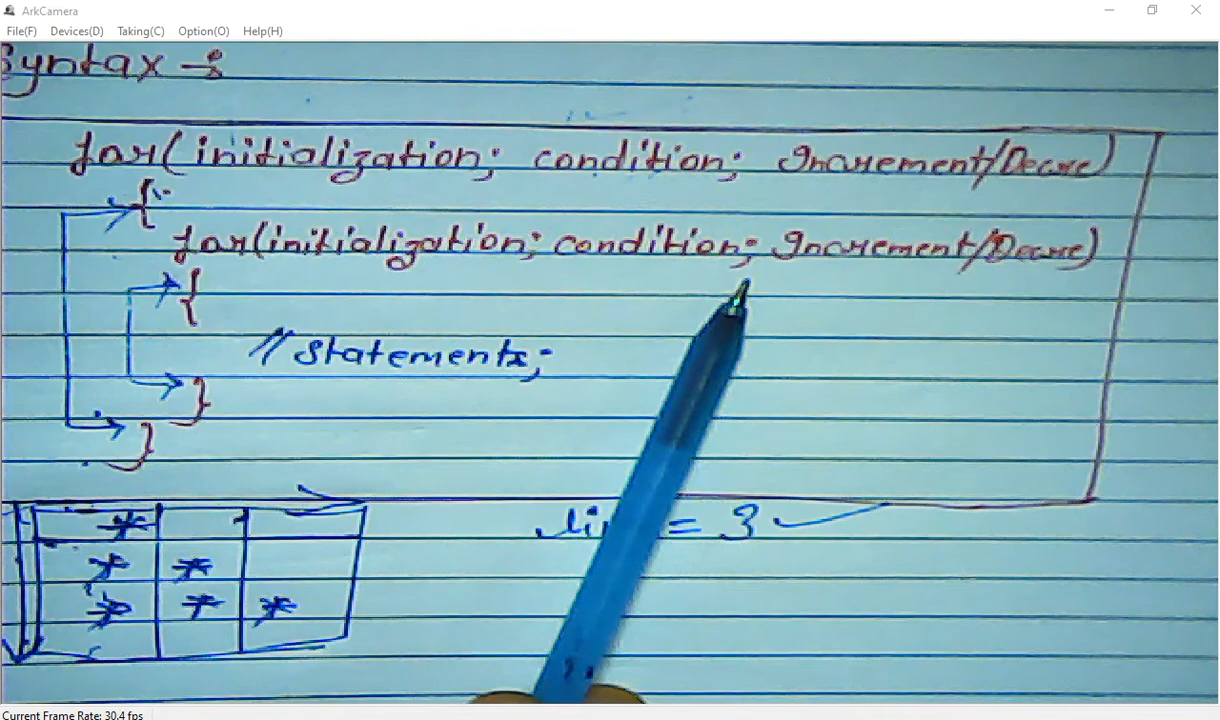 ArkCamera
File(F) Devices(D) Taking(C) Option(O) Help(H)
Syntax :-
for(initialization; condition; Increment/Decre)
{
for(initialization; condition; Increment/Decre)
{
// Statements;
}
}
* = 3
* *
* * *
Current Frame Rate: 30.4 fps